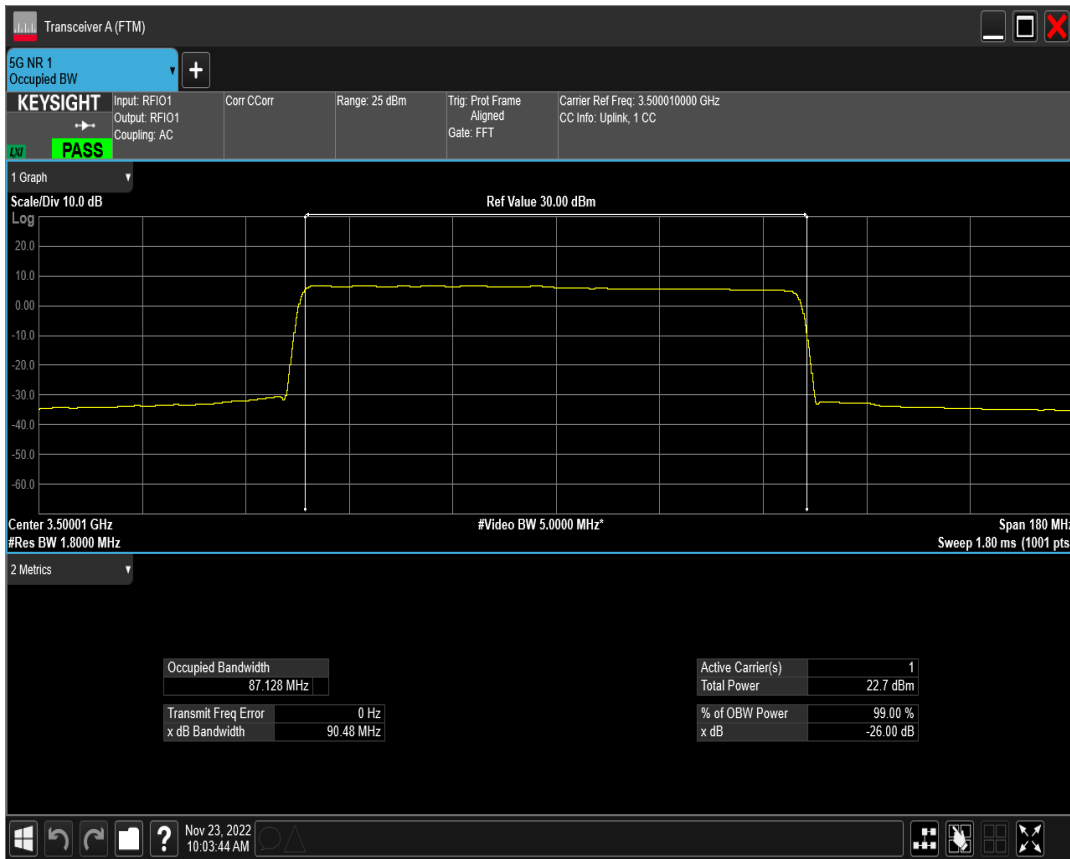 Transceiver A (FTM)
5G NR 1
Occupied BW
+
KEYSIGHT
LXI
PASS
Input: RFIO1
Output: RFIO1
Coupling: AC
Corr CCorr
Range: 25 dBm
Trig: Prot Frame
Aligned
Gate: FFT
Carrier Ref Freq: 3.500010000 GHz
CC Info: Uplink, 1 CC
1 Graph
Scale/Div 10.0 dB
Ref Value 30.00 dBm
Log
20.0
10.0
0.00
-10.0
-20.0
-30.0
-40.0
-50.0
-60.0
Center 3.50001 GHz
#Video BW 5.0000 MHz*
Span 180 MHz
#Res BW 1.8000 MHz
Sweep 1.80 ms (1001 pts
2 Metrics
Occupied Bandwidth
87.128 MHz
Transmit Freq Error 0 Hz
x dB Bandwidth 90.48 MHz
Active Carrier(s) 1
Total Power 22.7 dBm
% of OBW Power 99.00 %
x dB -26.00 dB
?
Nov 23, 2022
10:03:44 AM